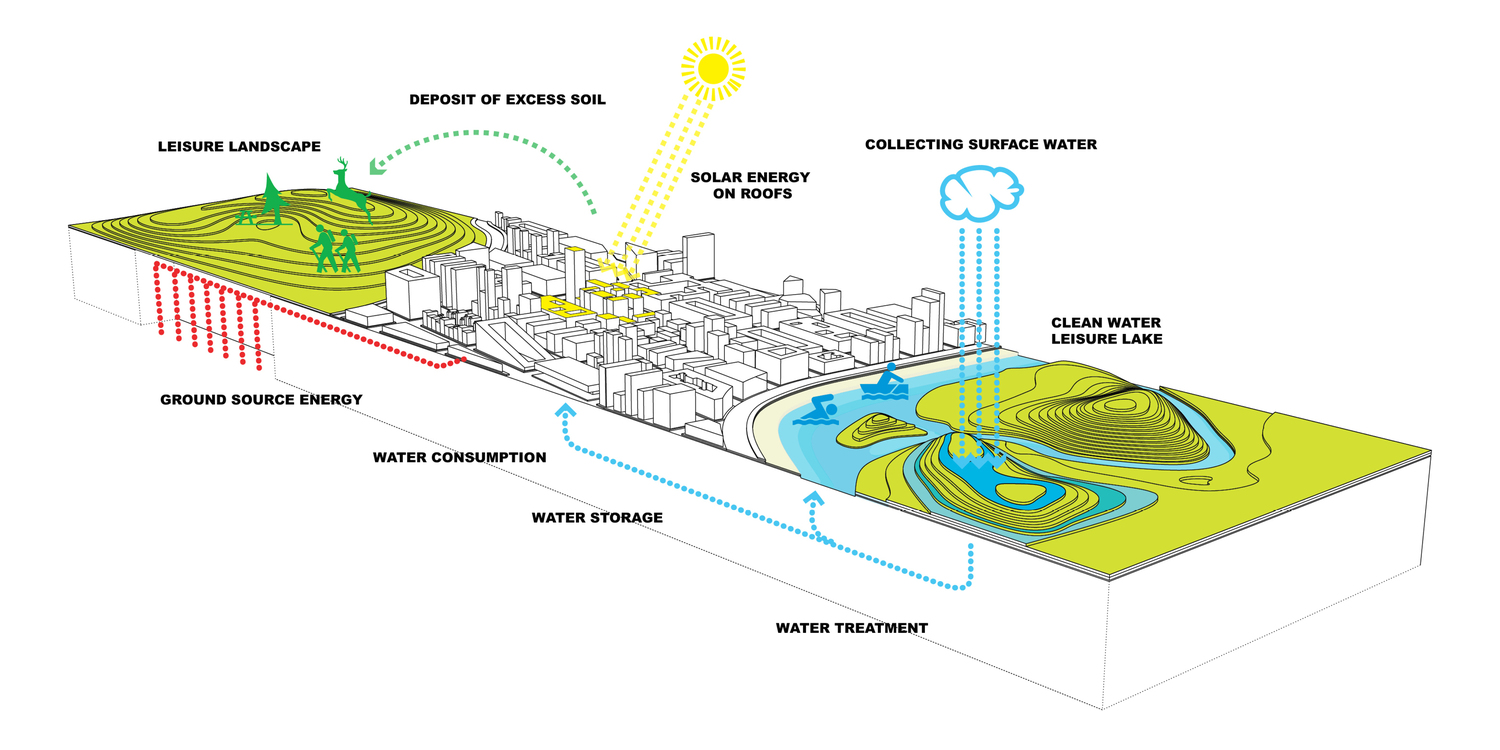 DEPOSIT OF EXCESS SOIL
LEISURE LANDSCAPE
COLLECTING SURFACE WATER
SOLAR ENERGY
ON ROOFS
CLEAN WATER
LEISURE LAKE
GROUND SOURCE ENERGY
WATER CONSUMPTION
WATER STORAGE
WATER TREATMENT